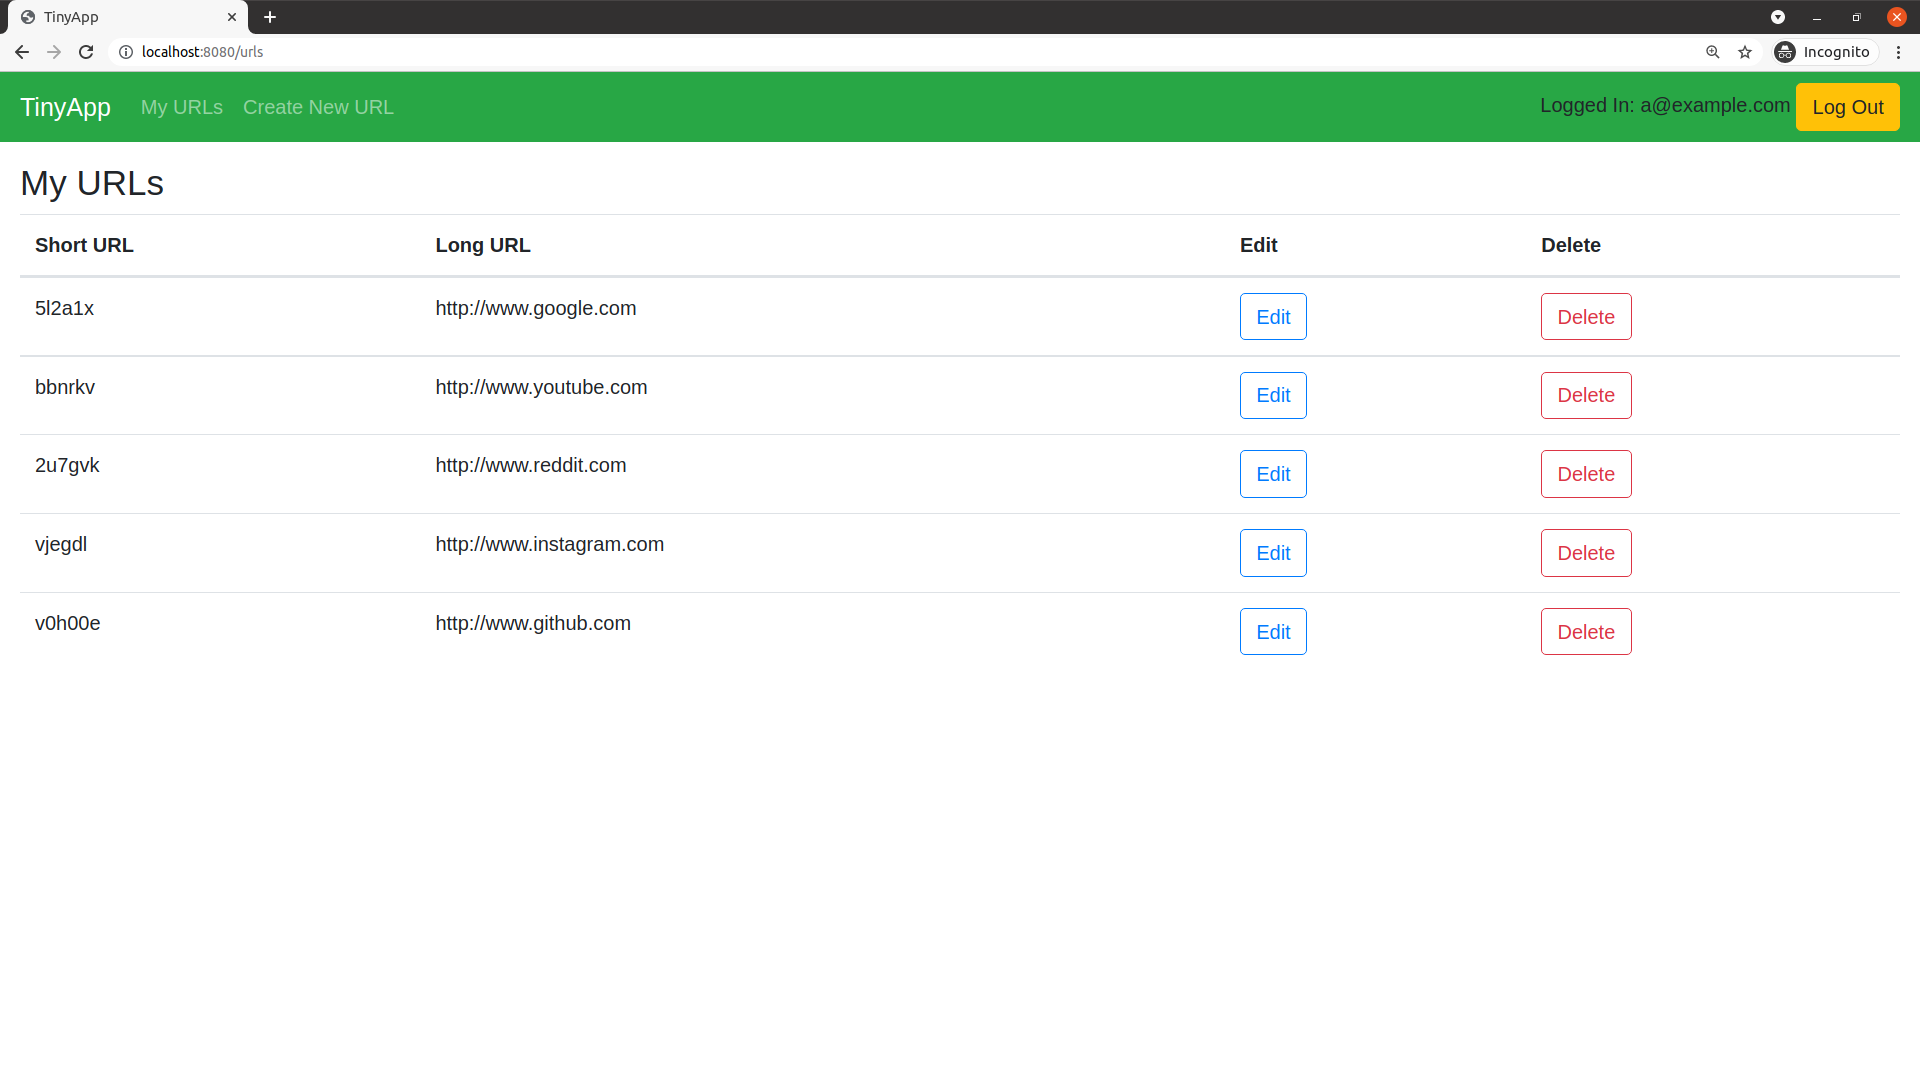 TinyApp
localhost:8080/urls
Incognito
TinyApp My URLs Create New URL Logged In: a@example.com Log Out
My URLs
Short URL Long URL Edit Delete
5l2a1x http://www.google.com Edit Delete
bbnrkv http://www.youtube.com Edit Delete
2u7gvk http://www.reddit.com Edit Delete
vjegdl http://www.instagram.com Edit Delete
v0h00e http://www.github.com Edit Delete